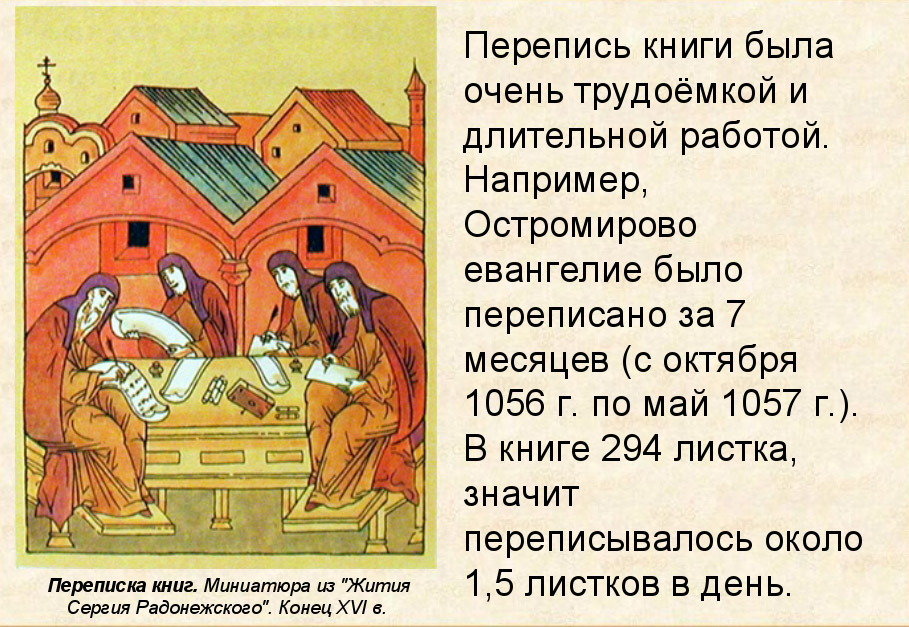 Перепись книги была
очень трудоёмкой и
длительной работой.
Например,
Остромирово
евангелие было
переписано за 7
месяцев (с октября
1056 г. по май 1057 г.).
В книге 294 листка,
значит
переписывалось около
1,5 листков в день.
Переписка книг. Миниатюра из "Жития
Сергия Радонежского". Конец XVI в.